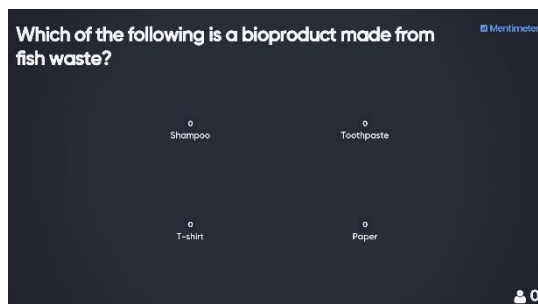 Which of the following is a bioproduct made from
fish waste?
Mentimeter
0
Shampoo
0
Toothpaste
0
T-shirt
0
Paper
0